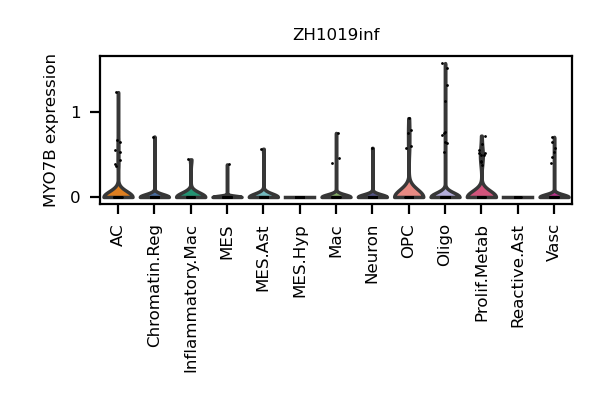 ZH1019inf
MYO7B expression
1
0
AC
Chromatin.Reg
Inflammatory.Mac
MES
MES.Ast
MES.Hyp
Mac
Neuron
OPC
Oligo
Prolif.Metab
Reactive.Ast
Vasc